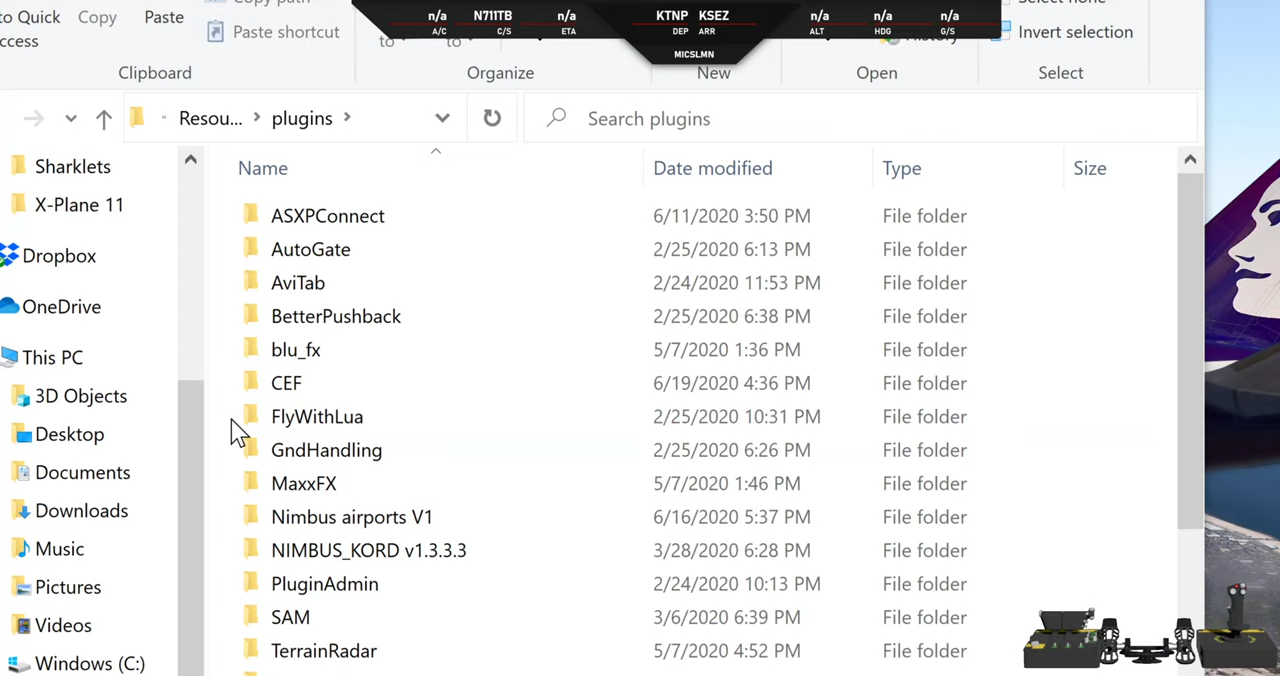 to Quick Copy Paste
ccess
Paste shortcut
Clipboard
to to
Organize
New
History
Open
Select none
Invert selection
Select
n/a N711TB n/a KTNP KSEZ n/a n/a n/a
A/C C/S ETA DEP ARR ALT HDG G/S
MICSLMN
Resou... plugins
Search plugins
Name Date modified Type Size
Sharklets
X-Plane 11
Dropbox
OneDrive
This PC
3D Objects
Desktop
Documents
Downloads
Music
Pictures
Videos
Windows (C:)
ASXPConnect 6/11/2020 3:50 PM File folder
AutoGate 2/25/2020 6:13 PM File folder
AviTab 2/24/2020 11:53 PM File folder
BetterPushback 2/25/2020 6:38 PM File folder
blu_fx 5/7/2020 1:36 PM File folder
CEF 6/19/2020 4:36 PM File folder
FlyWithLua 2/25/2020 10:31 PM File folder
GndHandling 2/25/2020 6:26 PM File folder
MaxxFX 5/7/2020 1:46 PM File folder
Nimbus airports V1 6/16/2020 5:37 PM File folder
NIMBUS_KORD v1.3.3.3 3/28/2020 6:28 PM File folder
PluginAdmin 2/24/2020 10:13 PM File folder
SAM 3/6/2020 6:39 PM File folder
TerrainRadar 5/7/2020 4:52 PM File folder